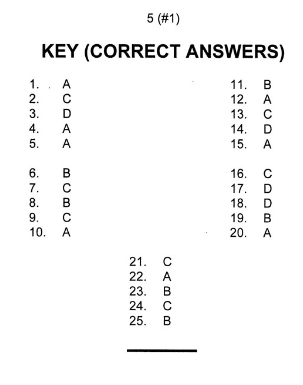 5 (#1)
KEY (CORRECT ANSWERS)
1. A
2. C
3. D
4. A
5. A
6. B
7. C
8. B
9. C
10. A
11. B
12. A
13. C
14. D
15. A
16. C
17. D
18. D
19. B
20. A
21. C
22. A
23. B
24. C
25. B